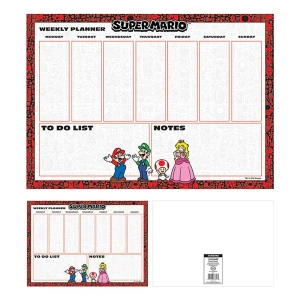 WEEKLY PLANNER
SUPER MARIO
MONDAY TUESDAY WEDNESDAY THURSDAY FRIDAY SATURDAY SUNDAY
TO DO LIST
NOTES
WEEKLY PLANNER
SUPER MARIO
TO DO LIST
NOTES